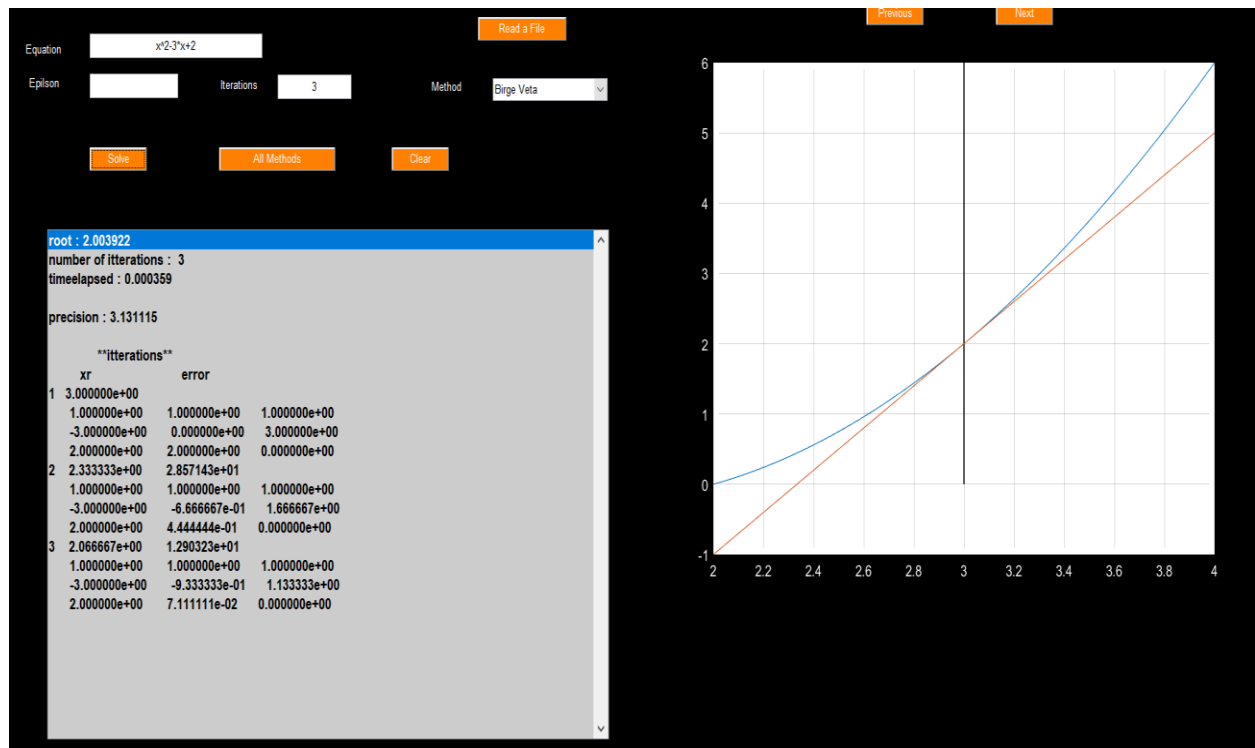 Previous Next
Read a File
Equation x^2-3*x+2
Epilson Iterations 3 Method Birge Veta
Solve All Methods Clear
root : 2.003922
number of itterations : 3
timeelapsed : 0.000359
precision : 3.131115
**itterations**
xr error
1 3.000000e+00
1.000000e+00 1.000000e+00 1.000000e+00
-3.000000e+00 0.000000e+00 3.000000e+00
2.000000e+00 2.000000e+00 0.000000e+00
2 2.333333e+00 2.857143e+01
1.000000e+00 1.000000e+00 1.000000e+00
-3.000000e+00 -6.666667e-01 1.666667e+00
2.000000e+00 4.444444e-01 0.000000e+00
3 2.066667e+00 1.290323e+01
1.000000e+00 1.000000e+00 1.000000e+00
-3.000000e+00 -9.333333e-01 1.133333e+00
2.000000e+00 7.111111e-02 0.000000e+00
6
5
4
3
2
1
0
-1
2 2.2 2.4 2.6 2.8 3 3.2 3.4 3.6 3.8 4